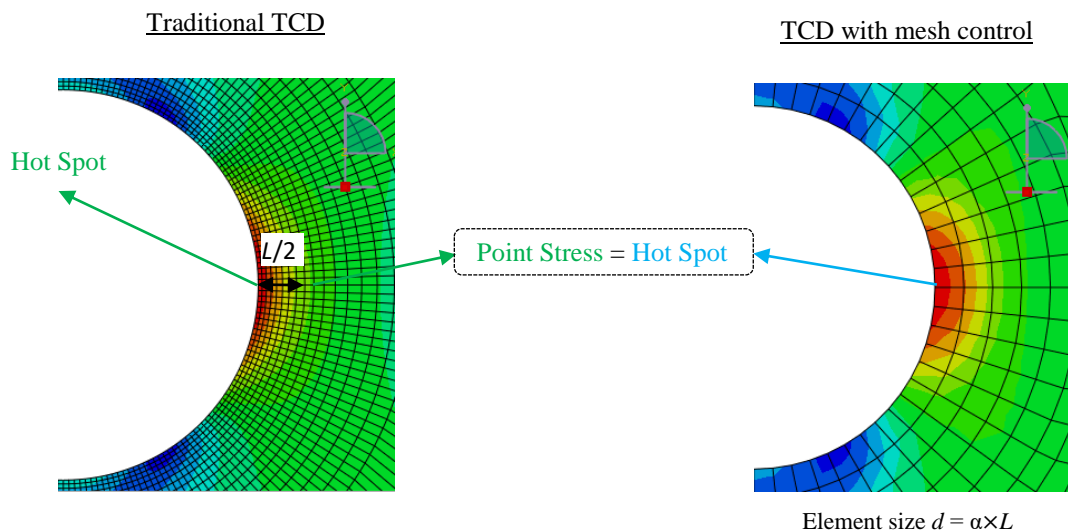 Traditional TCD
TCD with mesh control
Hot Spot
L/2
Point Stress = Hot Spot
Element size d = α×L